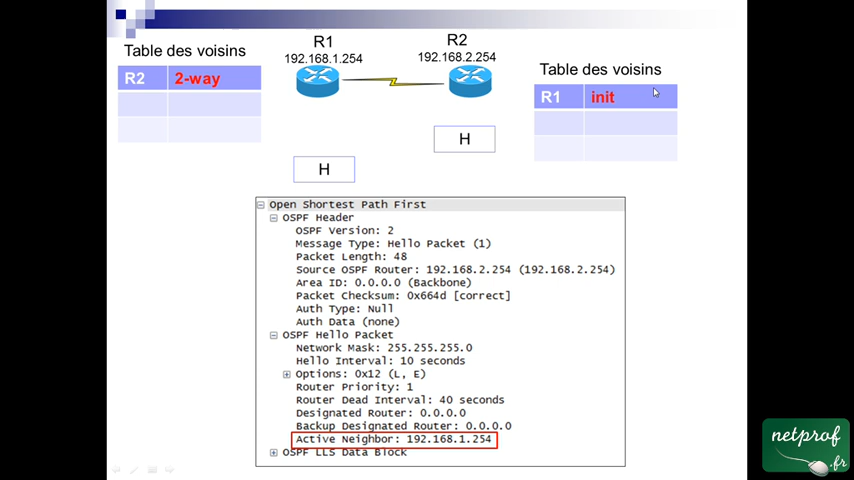 Table des voisins
R2 2-way
R1
192.168.1.254
R2
192.168.2.254
Table des voisins
R1 init
H
H
Open Shortest Path First
OSPF Header
OSPF Version: 2
Message Type: Hello Packet (1)
Packet Length: 48
Source OSPF Router: 192.168.2.254 (192.168.2.254)
Area ID: 0.0.0.0 (Backbone)
Packet Checksum: 0x664d [correct]
Auth Type: Null
Auth Data (none)
OSPF Hello Packet
Network Mask: 255.255.255.0
Hello Interval: 10 seconds
Options: 0x12 (L, E)
Router Priority: 1
Router Dead Interval: 40 seconds
Designated Router: 0.0.0.0
Backup Designated Router: 0.0.0.0
Active Neighbor: 192.168.1.254
OSPF LLS Data Block
netprof
.fr